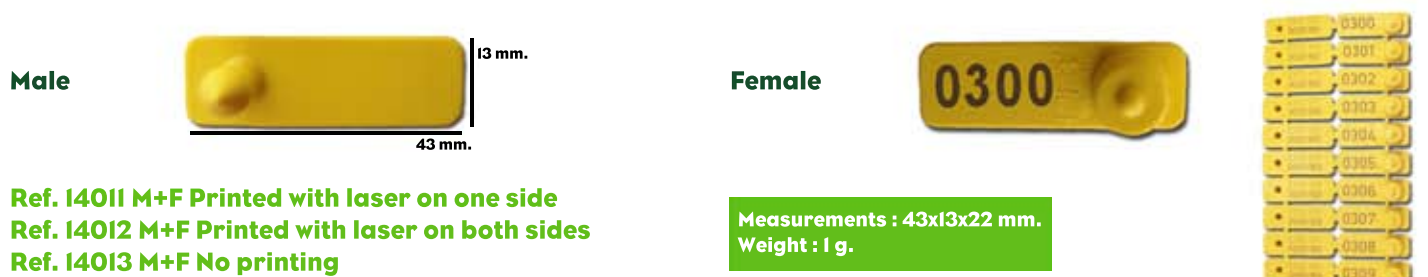 Male
13 mm.
43 mm.
Ref. 14011 M+F Printed with laser on one side
Ref. 14012 M+F Printed with laser on both sides
Ref. 14013 M+F No printing
Female
0300
Measurements : 43x13x22 mm.
Weight : 1 g.
0300
0301
0302
0303
0304
0305
0306
0307
0308